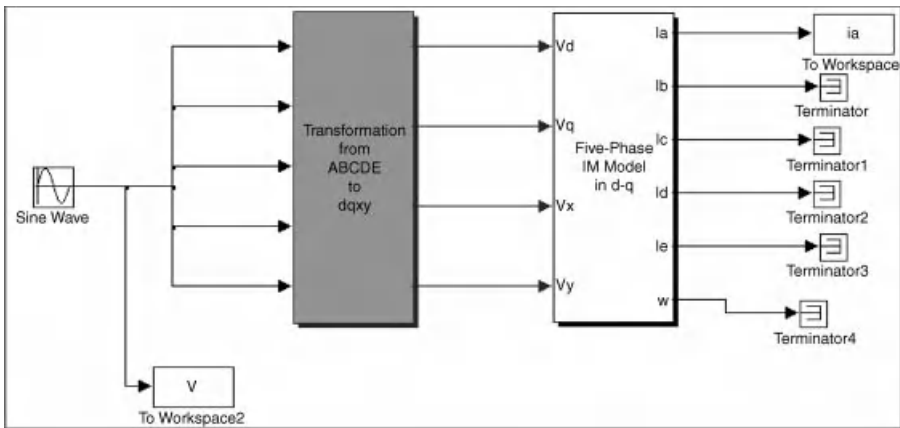 Sine Wave
V
To Workspace2
Transformation
from
ABCDE
to
dqxy
Vd
Vq
Vx
Vy
Five-Phase
IM Model
in d-q
Ia
Ib
Ic
Id
Ie
w
ia
To Workspace
Terminator
Terminator1
Terminator2
Terminator3
Terminator4